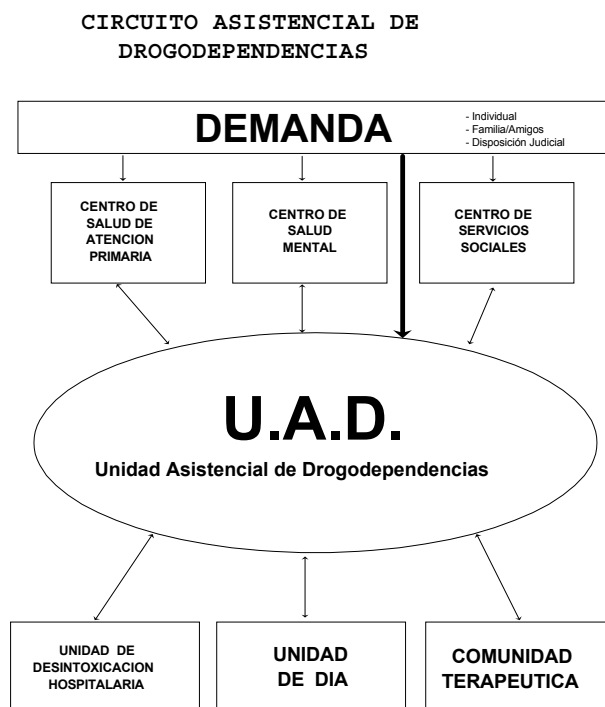 CIRCUITO ASISTENCIAL DE
DROGODEPENDENCIAS
DEMANDA
- Individual
- Familia/Amigos
- Disposición Judicial
CENTRO DE
SALUD DE
ATENCION
PRIMARIA
CENTRO DE
SALUD
MENTAL
CENTRO DE
SERVICIOS
SOCIALES
U.A.D.
Unidad Asistencial de Drogodependencias
UNIDAD DE
DESINTOXICACION
HOSPITALARIA
UNIDAD
DE DIA
COMUNIDAD
TERAPEUTICA